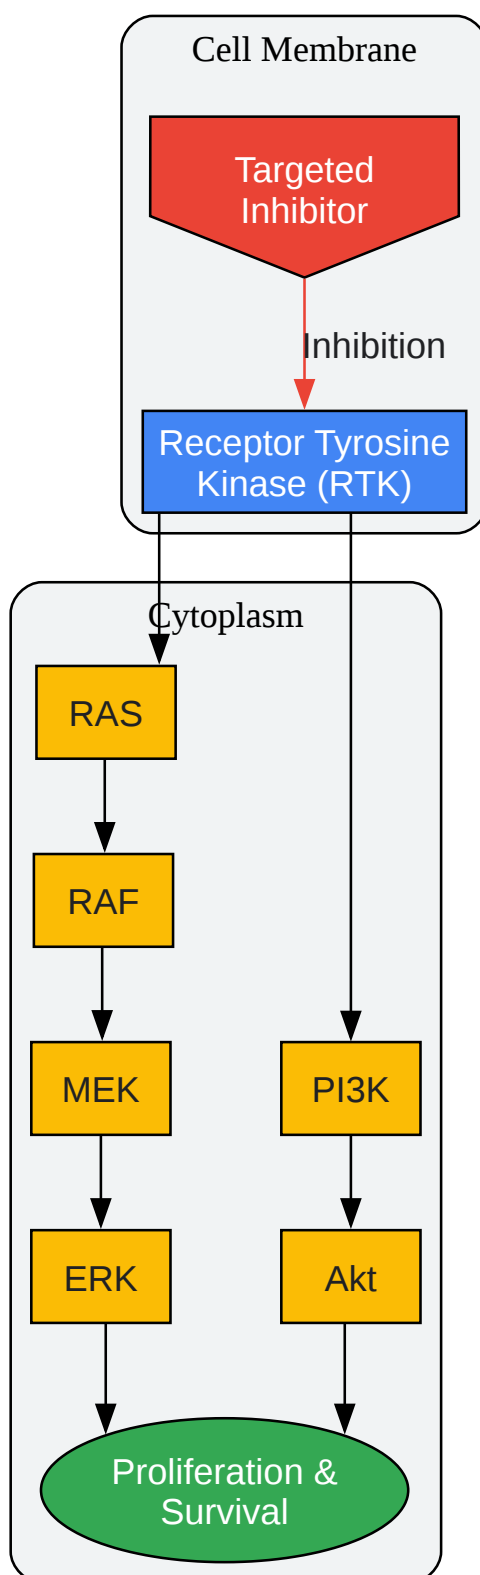 Cell Membrane
Targeted
Inhibitor
Inhibition
Receptor Tyrosine
Kinase (RTK)
Cytoplasm
RAS
RAF
MEK
PI3K
ERK
Akt
Proliferation &
Survival